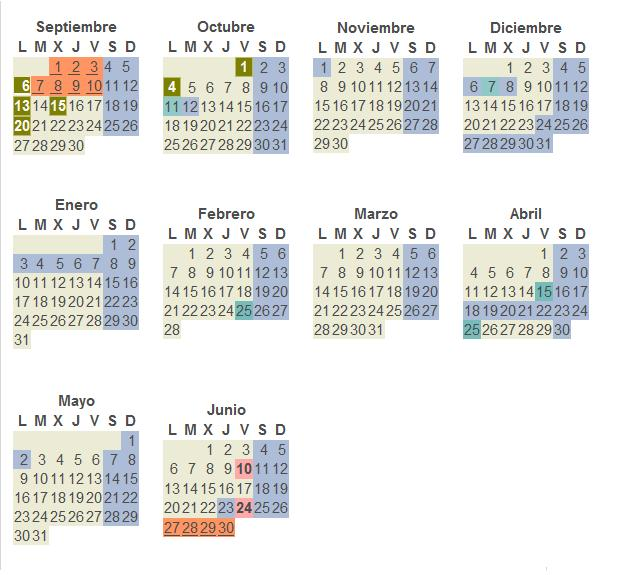 Septiembre
L M X J V S D
1 2 3 4 5
6 7 8 9 10 11 12
13 14 15 16 17 18 19
20 21 22 23 24 25 26
27 28 29 30
Octubre
L M X J V S D
1 2 3
4 5 6 7 8 9 10
11 12 13 14 15 16 17
18 19 20 21 22 23 24
25 26 27 28 29 30 31
Noviembre
L M X J V S D
1 2 3 4 5 6 7
8 9 10 11 12 13 14
15 16 17 18 19 20 21
22 23 24 25 26 27 28
29 30
Diciembre
L M X J V S D
1 2 3 4 5
6 7 8 9 10 11 12
13 14 15 16 17 18 19
20 21 22 23 24 25 26
27 28 29 30 31
Enero
L M X J V S D
1 2
3 4 5 6 7 8 9
10 11 12 13 14 15 16
17 18 19 20 21 22 23
24 25 26 27 28 29 30
31
Febrero
L M X J V S D
1 2 3 4 5 6
7 8 9 10 11 12 13
14 15 16 17 18 19 20
21 22 23 24 25 26 27
28
Marzo
L M X J V S D
1 2 3 4 5 6
7 8 9 10 11 12 13
14 15 16 17 18 19 20
21 22 23 24 25 26 27
28 29 30 31
Abril
L M X J V S D
1 2 3
4 5 6 7 8 9 10
11 12 13 14 15 16 17
18 19 20 21 22 23 24
25 26 27 28 29 30
Mayo
L M X J V S D
1
2 3 4 5 6 7 8
9 10 11 12 13 14 15
16 17 18 19 20 21 22
23 24 25 26 27 28 29
30 31
Junio
L M X J V S D
1 2 3 4 5
6 7 8 9 10 11 12
13 14 15 16 17 18 19
20 21 22 23 24 25 26
27 28 29 30